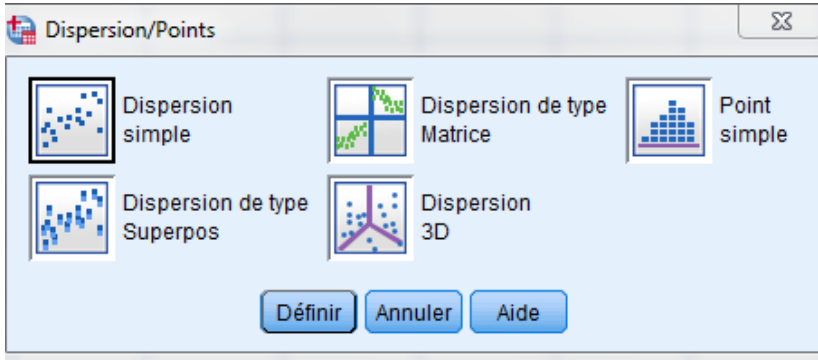 Dispersion/Points
Dispersion
simple
Dispersion de type
Matrice
Point
simple
Dispersion de type
Superpos
Dispersion
3D
Définir
Annuler
Aide